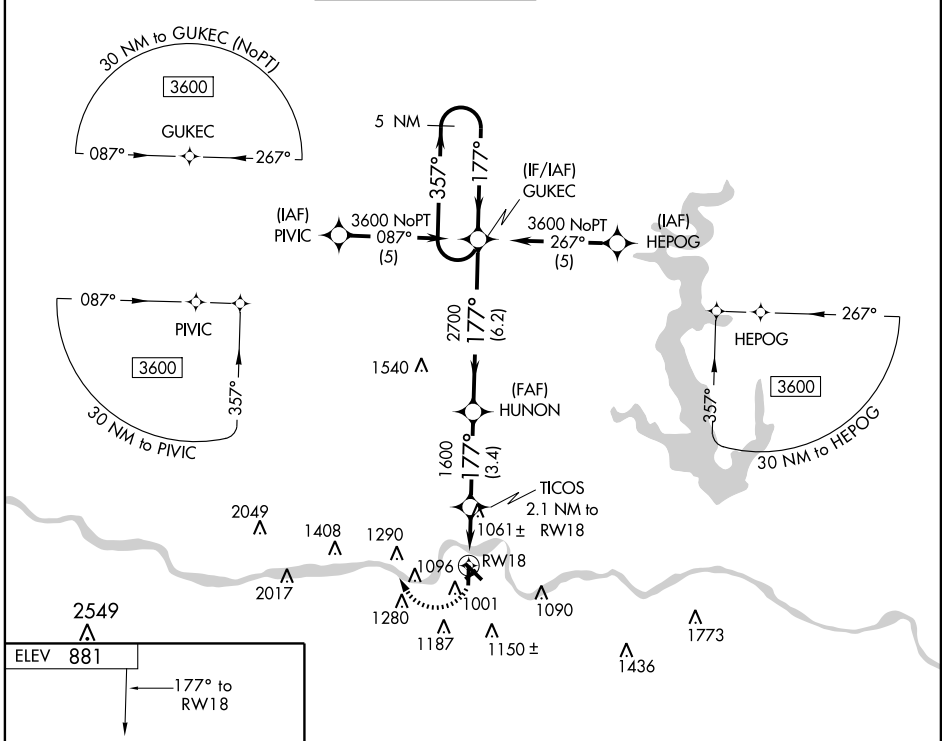 30 NM to GUKEC (NoPT)
3600
GUKEC
087°
267°
5 NM
357°
177°
(IF/IAF)
GUKEC
(IAF)
PIVIC
3600 NoPT
087°
(5)
3600 NoPT
267°
(5)
(IAF)
HEPOG
087°
PIVIC
3600
357°
30 NM to PIVIC
2700
177°
(6.2)
267°
HEPOG
3600
357°
30 NM to HEPOG
1540
(FAF)
HUNON
1600
177°
(3.4)
TICOS
2.1 NM to
RW18
1061 ±
2049
1408
1290
1096
RW18
2017
1280
1001
1090
1187
1150 ±
1773
1436
2549
ELEV 881
177° to
RW18